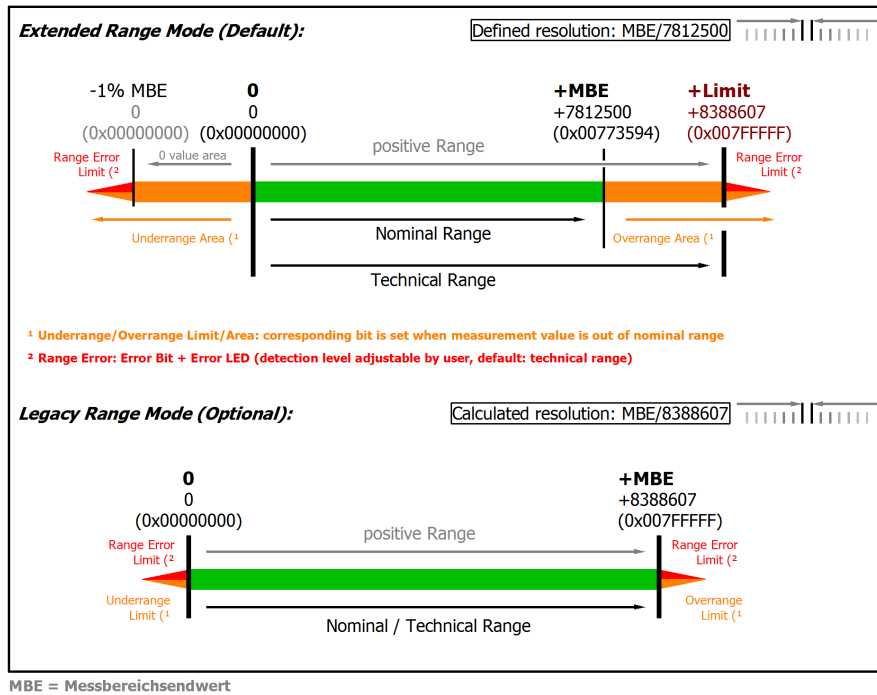 Extended Range Mode (Default):
Defined resolution: MBE/7812500
-1% MBE
0
(0x00000000)
0
0
(0x00000000)
+MBE
+7812500
(0x00773594)
+Limit
+8388607
(0x007FFFFF)
Range Error
Limit (²
0 value area
positive Range
Range Error
Limit (²
Underrange Area (¹
Nominal Range
Overrange Area (¹
Technical Range
¹ Underrange/Overrange Limit/Area: corresponding bit is set when measurement value is out of nominal range
² Range Error: Error Bit + Error LED (detection level adjustable by user, default: technical range)
Legacy Range Mode (Optional):
Calculated resolution: MBE/8388607
0
0
(0x00000000)
+MBE
+8388607
(0x007FFFFF)
Range Error
Limit (²
positive Range
Range Error
Limit (²
Underrange
Limit (¹
Nominal / Technical Range
Overrange
Limit (¹
MBE = Messbereichsendwert